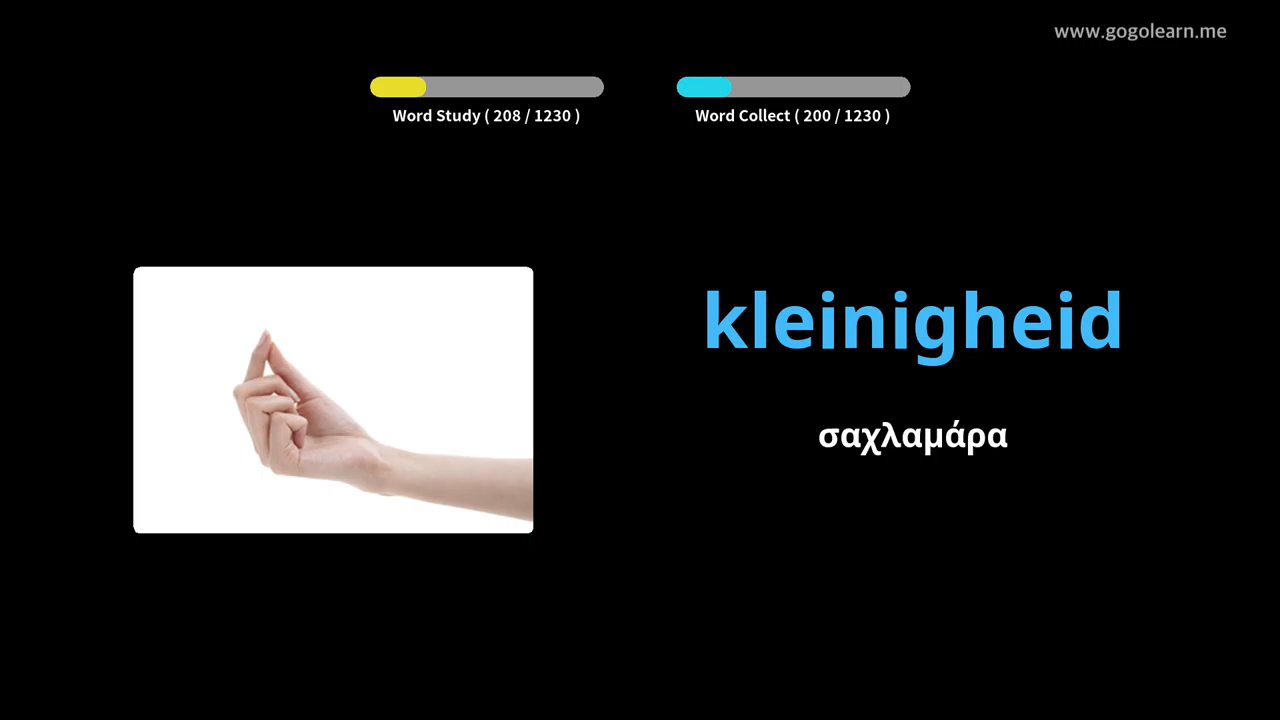 www.gogolearn.me
Word Study ( 208 / 1230 )
Word Collect ( 200 / 1230 )
kleinigheid
σαχλαμάρα